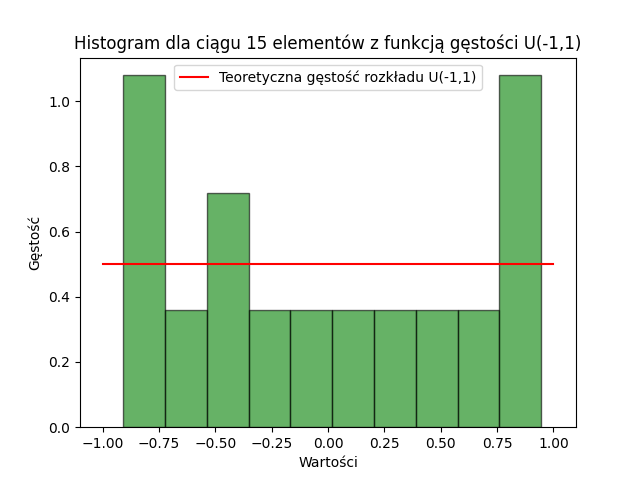 Histogram dla ciągu 15 elementów z funkcją gęstości U(-1,1)
Teoretyczna gęstość rozkładu U(-1,1)
Gęstość
1.0
0.8
0.6
0.4
0.2
0.0
−1.00 −0.75 −0.50 −0.25 0.00 0.25 0.50 0.75 1.00
Wartości